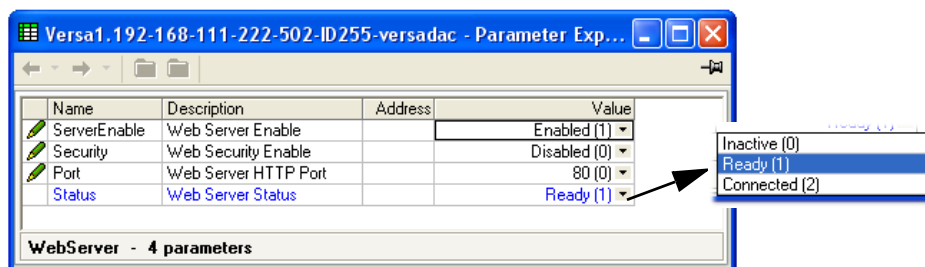 Versa1.192-168-111-222-502-ID255-versadac - Parameter Exp...
Name Description Address Value
ServerEnable Web Server Enable Enabled (1)
Security Web Security Enable Disabled (0)
Port Web Server HTTP Port 80 (0)
Status Web Server Status Ready (1)
Inactive (0)
Ready (1)
Connected (2)
WebServer - 4 parameters